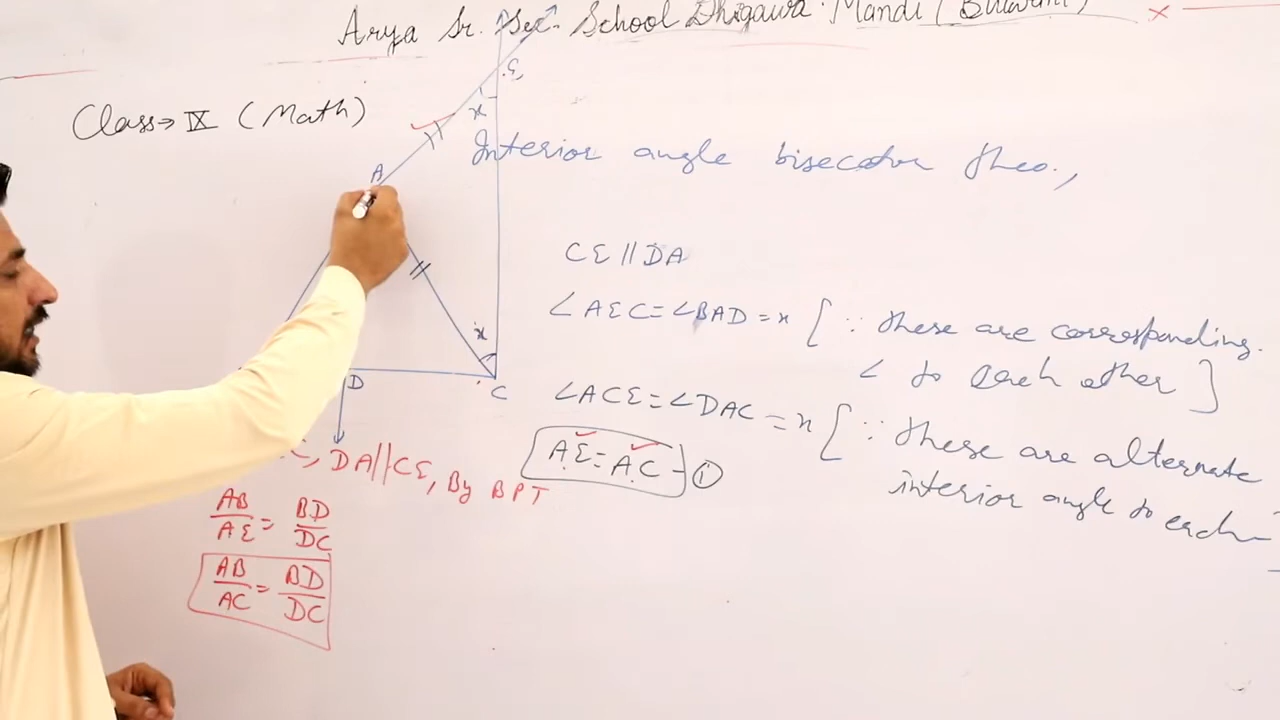 Arya Sr. Sec. School Dhigawa Mandi (Bhiwani)
Class → IX (Math)
E
x
Interior angle bisecator theo.,
A
CE || DA
∠AEC = ∠BAD = x [∵ these are corresponding.
∠ to each other]
x
D
C
∠ACE = ∠DAC = x [∵ these are alternate
interior angle to each
AE = AC - ①
, DA || CE, By BPT
AB/AE = BD/DC
AB/AC = BD/DC